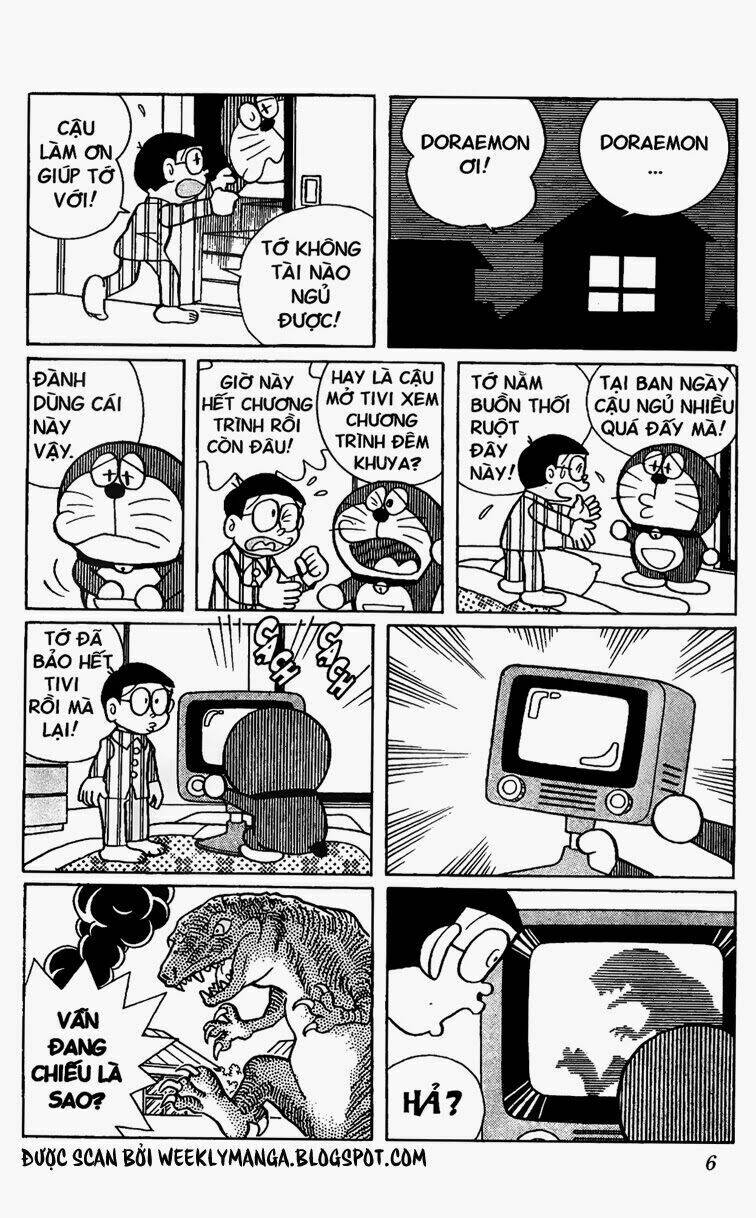 DORAEMON
...
DORAEMON
ƠI!
TỚ KHÔNG
TÀI NÀO
NGỦ
ĐƯỢC!
CẬU
LÀM ƠN
GIÚP TỚ
VỚI!
TẠI BAN NGÀY
CẬU NGỦ NHIỀU
QUÁ ĐẤY MÀ!
TỚ NẰM
BUỒN THỐI
RUỘT
ĐÂY
NÀY!
HAY LÀ CẬU
MỞ TIVI XEM
CHƯƠNG
TRÌNH ĐÊM
KHUYA?
GIỜ NÀY
HẾT CHƯƠNG
TRÌNH RỒI
CÒN ĐÂU!
ĐÀNH
DÙNG CÁI
NÀY
VẬY.
CẠCH
CẠCH
TỚ ĐÃ
BẢO HẾT
TIVI
RỒI MÀ
LẠI!
HẢ?
VẪN
ĐANG
CHIẾU LÀ
SAO?
ĐƯỢC SCAN BỞI WEEKLYMANGA.BLOGSPOT.COM
6